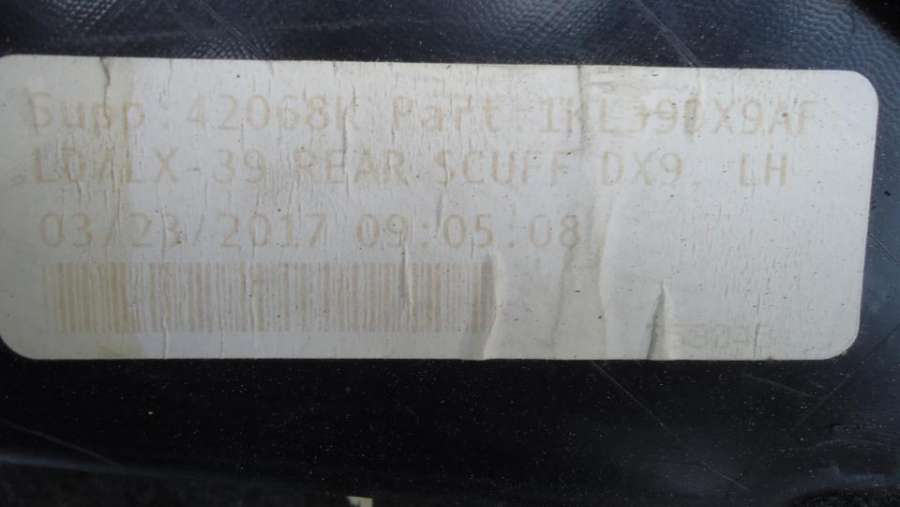 Supp:42068K Part:1KL39DX9AF
LD/LX-39 REAR SCUFF DX9, LH
03/23/2017 09:05:08